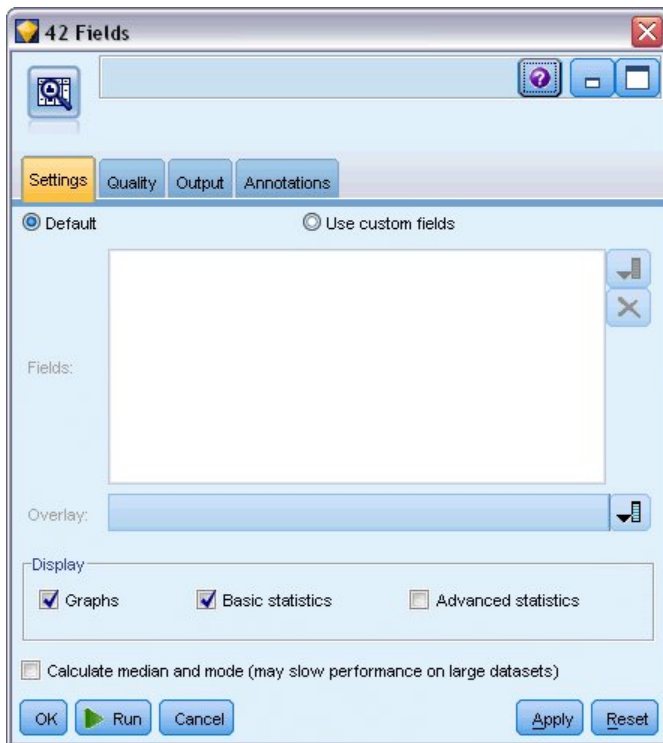 42 Fields
Settings Quality Output Annotations
Default Use custom fields
Fields:
Overlay:
Display
Graphs Basic statistics Advanced statistics
Calculate median and mode (may slow performance on large datasets)
OK Run Cancel Apply Reset